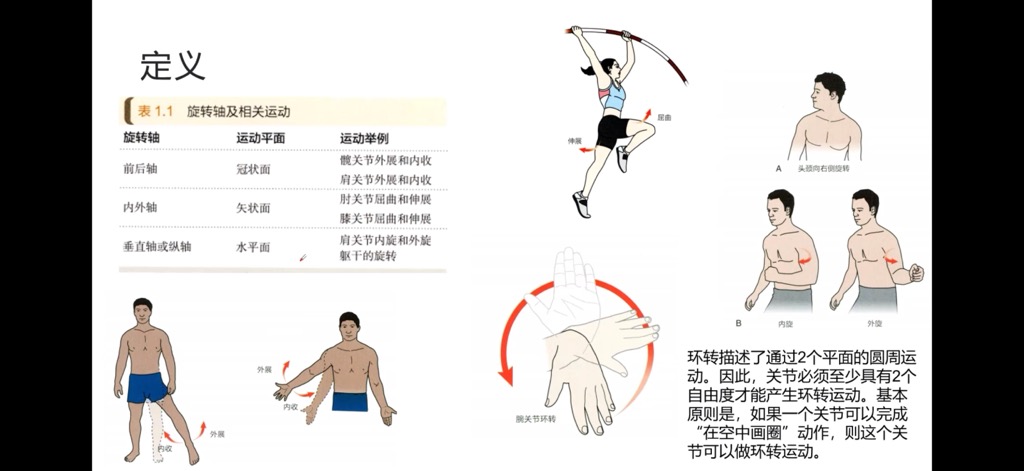 定义
表 1.1 旋转轴及相关运动
旋转轴 运动平面 运动举例
前后轴 冠状面 髋关节外展和内收
肩关节外展和内收
内外轴 矢状面 肘关节屈曲和伸展
膝关节屈曲和伸展
垂直轴或纵轴 水平面 肩关节内旋和外旋
躯干的旋转
外展
内收
外展
内收
屈曲
伸展
腕关节环转
A 头颈向右侧旋转
B 内旋 外旋
环转描述了通过2个平面的圆周运
动。因此，关节必须至少具有2个
自由度才能产生环转运动。基本
原则是，如果一个关节可以完成
“在空中画圈”动作，则这个关
节可以做环转运动。